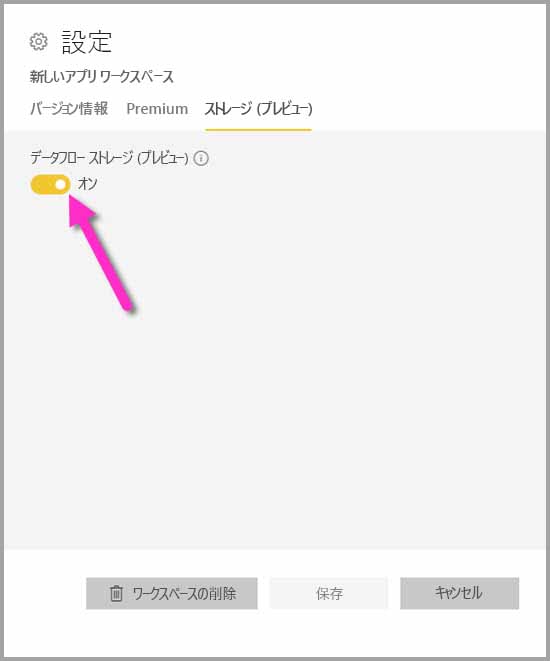 設定
新しいアプリ ワークスペース
バージョン情報 Premium ストレージ (プレビュー)
データフロー ストレージ (プレビュー)
オン
ワークスペースの削除 保存 キャンセル